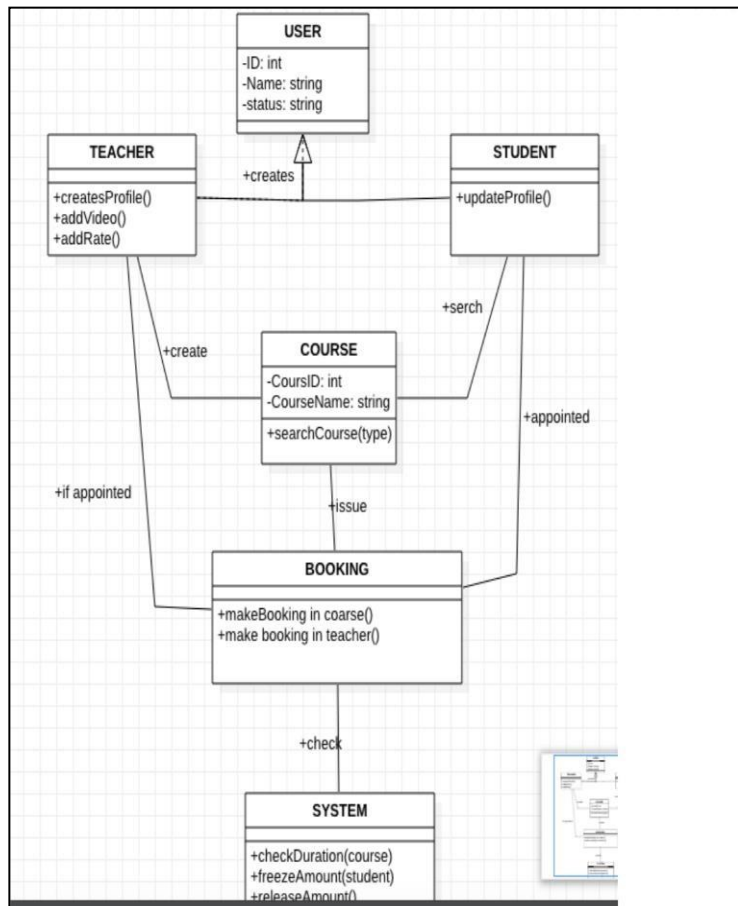 USER
-ID: int
-Name: string
-status: string
TEACHER
+createsProfile()
+addVideo()
+addRate()
+creates
STUDENT
+updateProfile()
+serch
+create
COURSE
-CoursID: int
-CourseName: string
+searchCourse(type)
+appointed
+if appointed
+issue
BOOKING
+makeBooking in coarse()
+make booking in teacher()
+check
SYSTEM
+checkDuration(course)
+freezeAmount(student)
+releaseAmount()